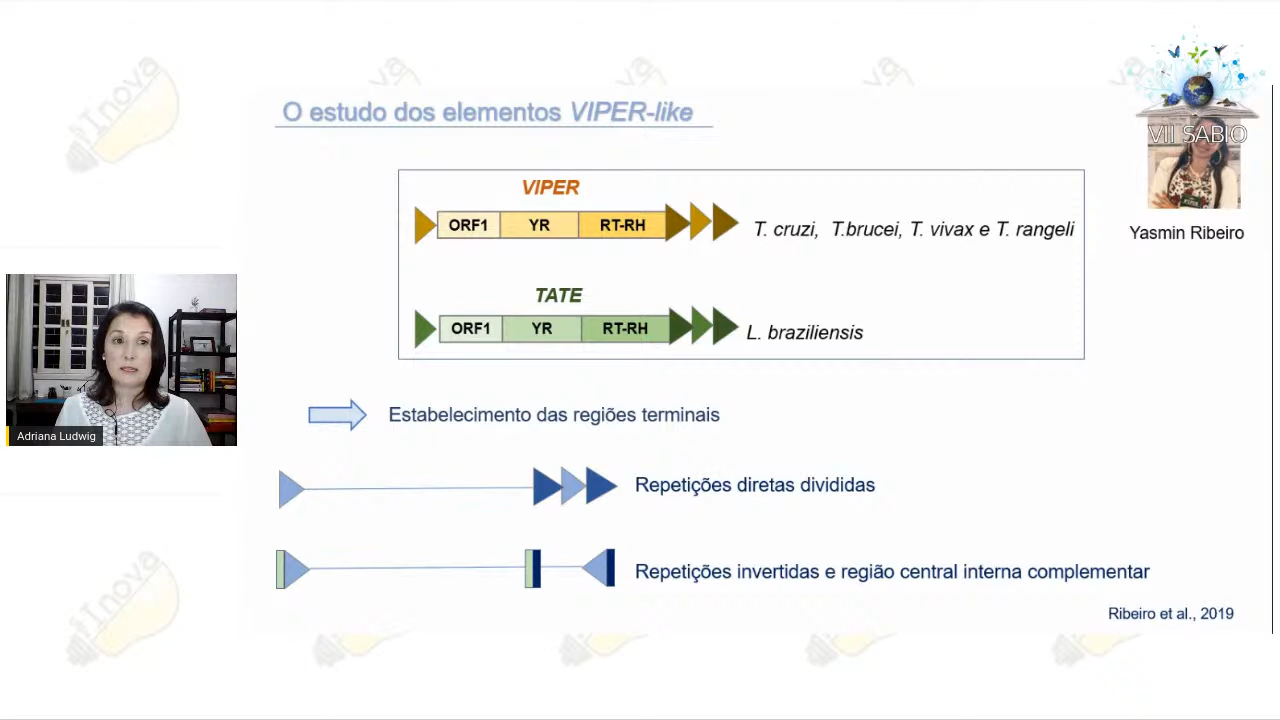 O estudo dos elementos VIPER-like
VII SABIO
Yasmin Ribeiro
VIPER
ORF1 YR RT-RH
T. cruzi, T.brucei, T. vivax e T. rangeli
TATE
ORF1 YR RT-RH
L. braziliensis
Adriana Ludwig
Estabelecimento das regiões terminais
Repetições diretas divididas
Repetições invertidas e região central interna complementar
Ribeiro et al., 2019
Inova
Inova